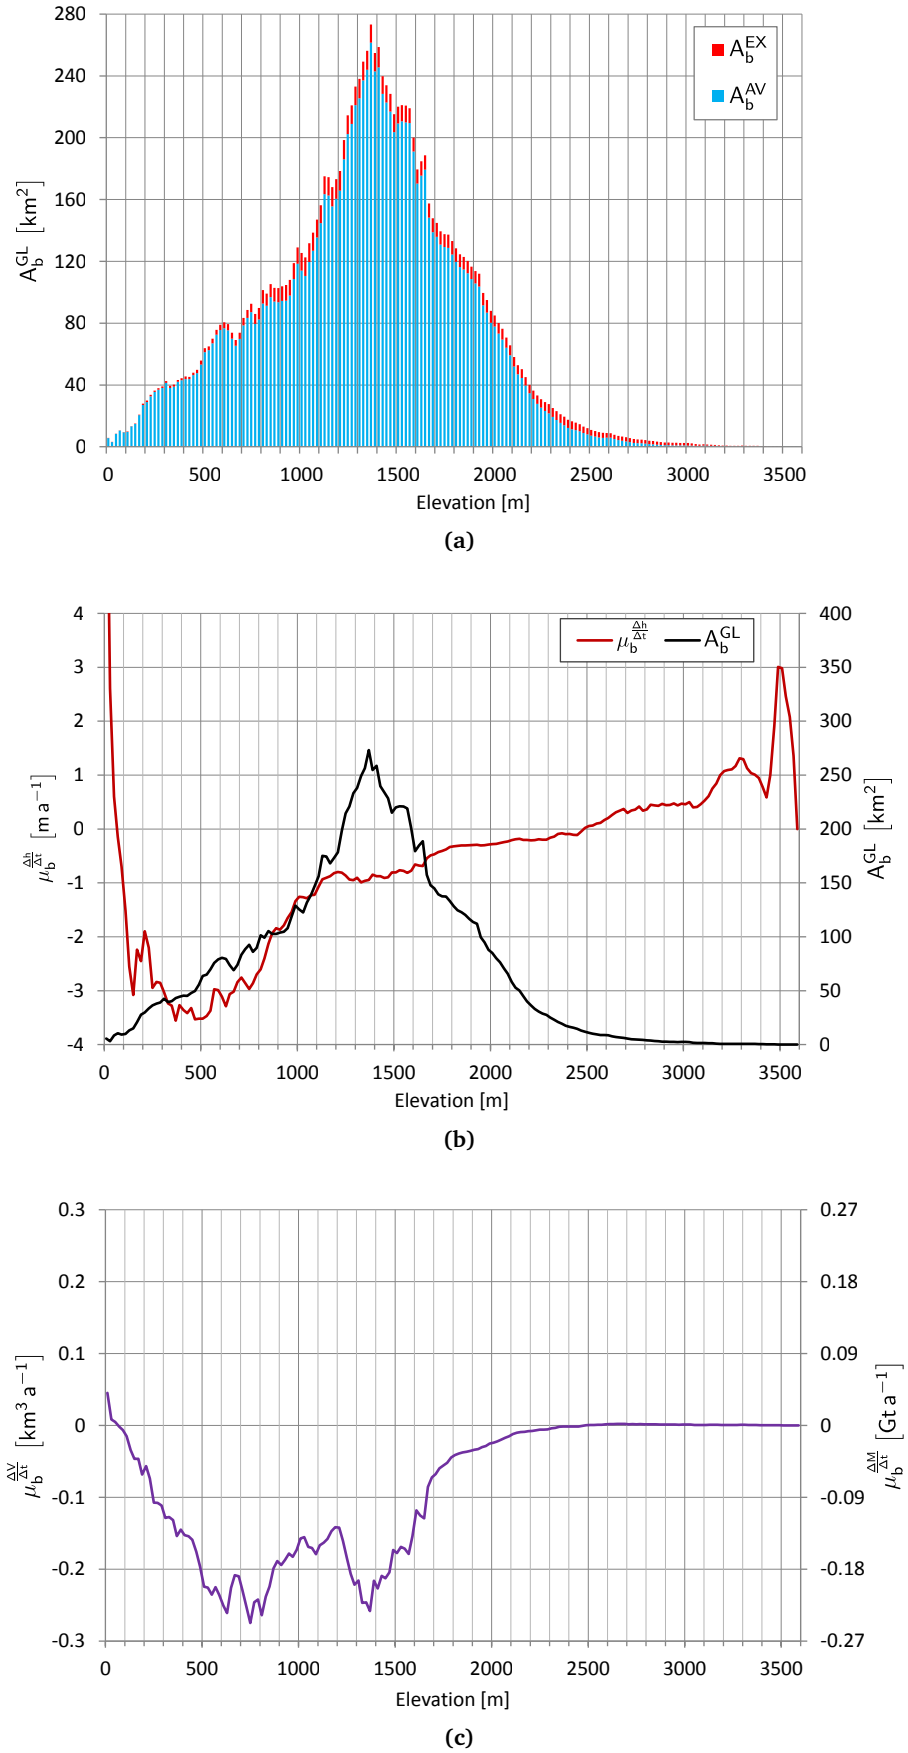 280
240
200
160
120
80
40
0
A_b^GL [km²]
A_b^EX
A_b^AV
0 500 1000 1500 2000 2500 3000 3500
Elevation [m]
(a)
4
3
2
1
0
-1
-2
-3
-4
μ_b^(Δh/Δt) [m a⁻¹]
μ_b^(Δh/Δt) A_b^GL
400
350
300
250
200
150
100
50
0
A_b^GL [km²]
0 500 1000 1500 2000 2500 3000 3500
Elevation [m]
(b)
0.3
0.2
0.1
0
-0.1
-0.2
-0.3
μ_b^(ΔV/Δt) [km³ a⁻¹]
0.27
0.18
0.09
0
-0.09
-0.18
-0.27
μ_b^(ΔM/Δt) [Gt a⁻¹]
0 500 1000 1500 2000 2500 3000 3500
Elevation [m]
(c)